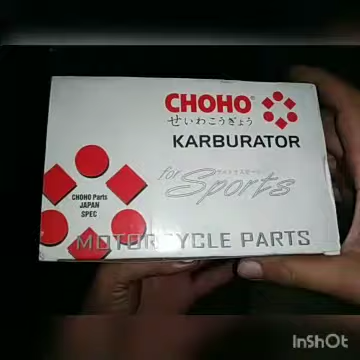 CHOHO®
せいわこうぎょう
KARBURATOR
for Sports
CHOHO Parts
JAPAN
SPEC
MOTORCYCLE PARTS
InShOt